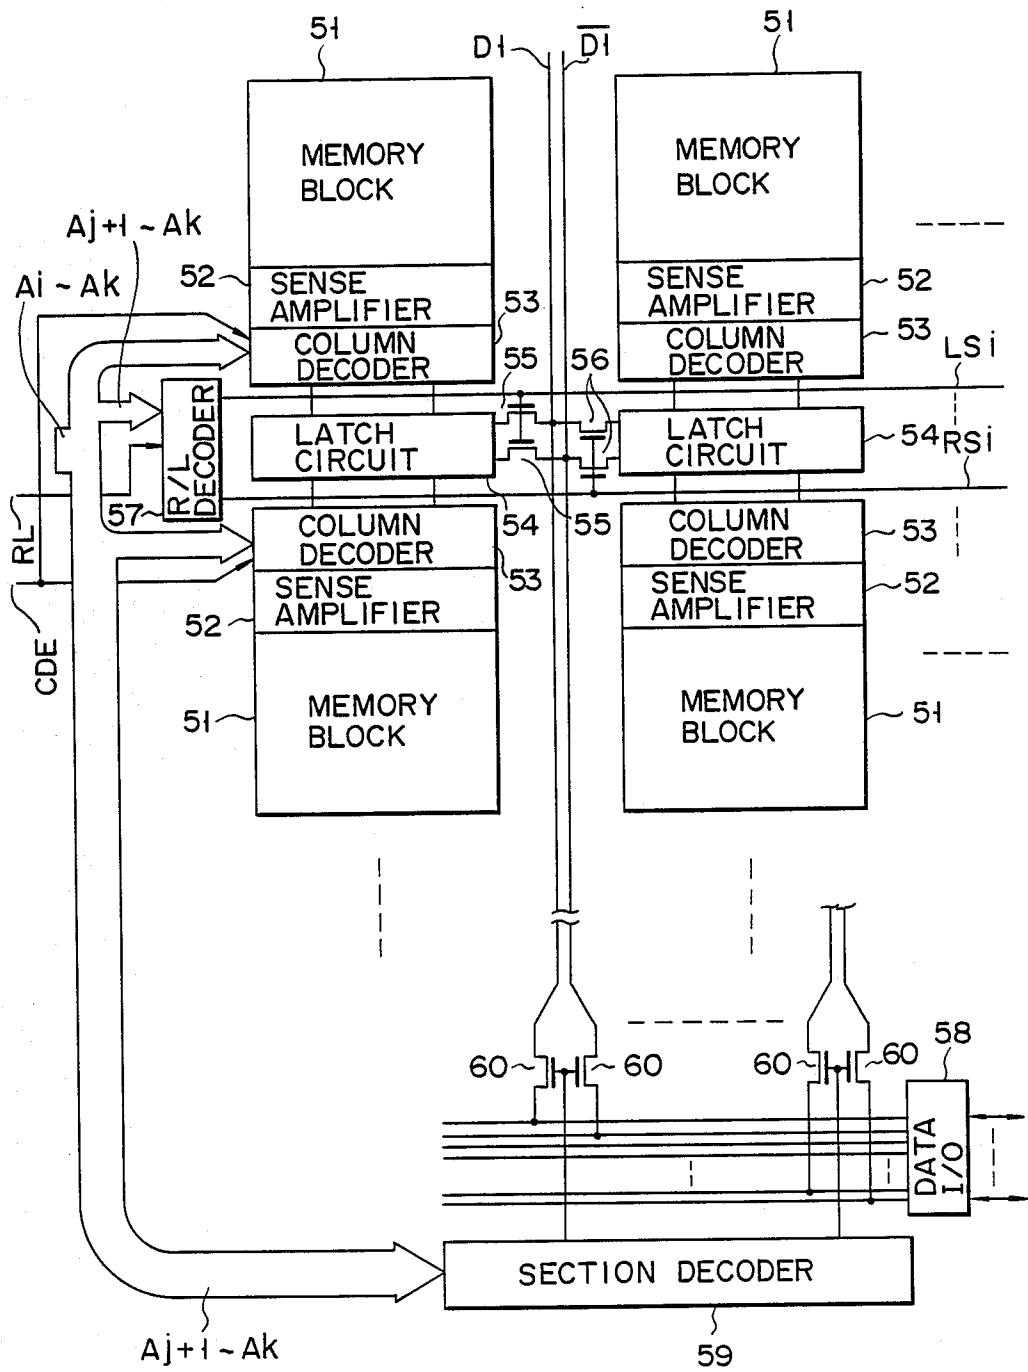 51
D1
D1
51
MEMORY
BLOCK
MEMORY
BLOCK
Aj+1 ~ Ak
Ai ~ Ak
52
SENSE
AMPLIFIER
53
COLUMN
DECODER
SENSE
AMPLIFIER
52
COLUMN
DECODER
53
LSi
55
56
R/L
DECODER
LATCH
CIRCUIT
LATCH
CIRCUIT
54
RSi
57
54
55
RL
COLUMN
DECODER
53
COLUMN
DECODER
53
CDE
52
SENSE
AMPLIFIER
SENSE
AMPLIFIER
52
51
MEMORY
BLOCK
MEMORY
BLOCK
51
60
60
60
60
58
DATA
I/O
SECTION DECODER
Aj+1 ~ Ak
59